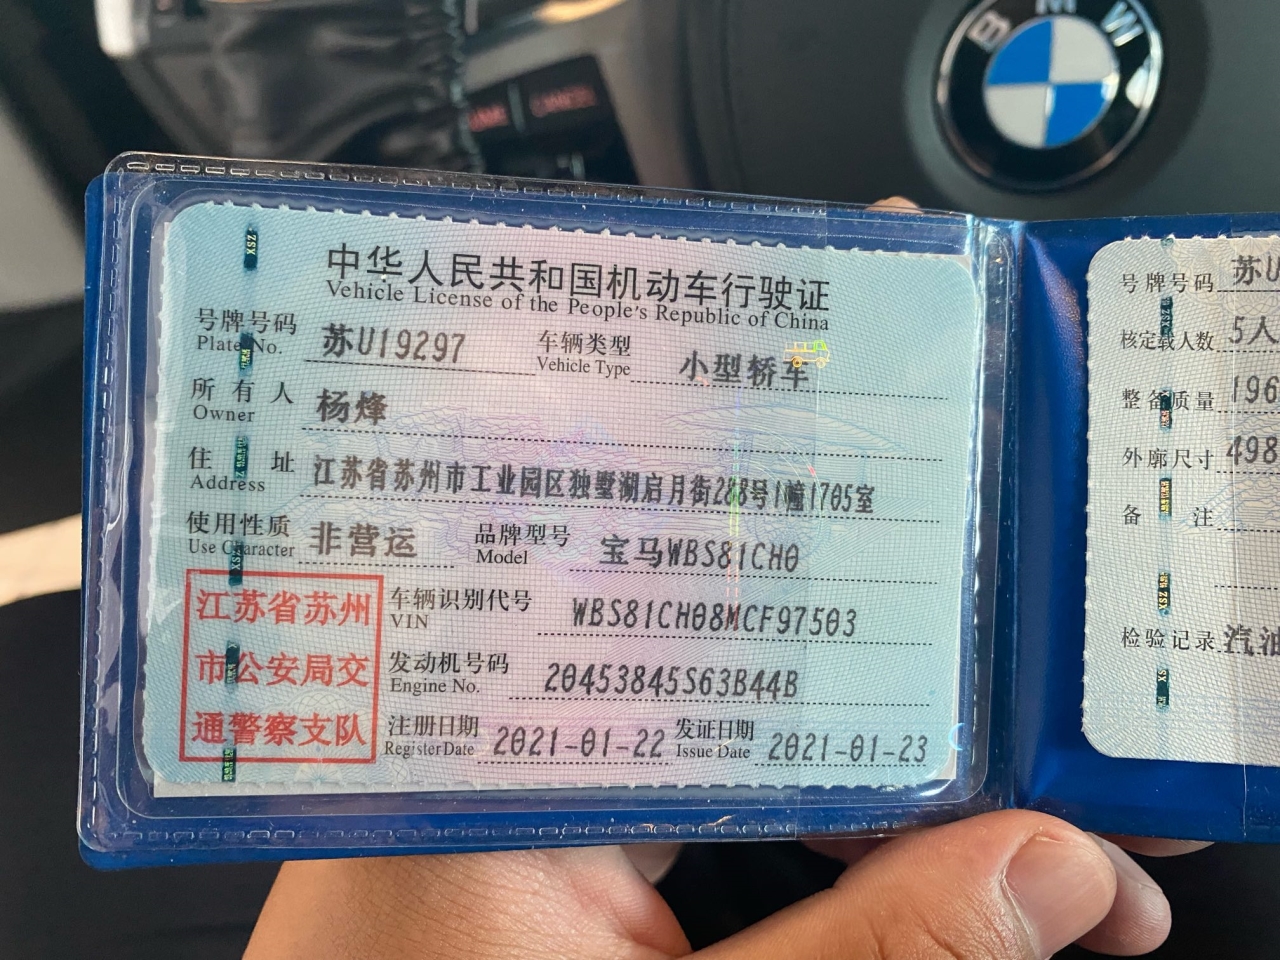 BMW
CANCEL
中华人民共和国机动车行驶证
Vehicle License of the People's Republic of China
号牌号码 苏U19297 车辆类型 小型轿车
Plate No. Vehicle Type
所有人 杨烽
Owner
住址 江苏省苏州市工业园区独墅湖启月街288号1幢1705室
Address
使用性质 非营运 品牌型号 宝马WBS81CH0
Use Character Model
江苏省苏州
市公安局交
通警察支队
车辆识别代号 WBS81CH08MCF97503
VIN
发动机号码 20453845S63B44B
Engine No.
注册日期 2021-01-22 发证日期 2021-01-23
Register Date Issue Date
号牌号码 苏U
核定载人数 5人
整备质量 196
外廓尺寸 498
备注
检验记录 汽油
XSZ